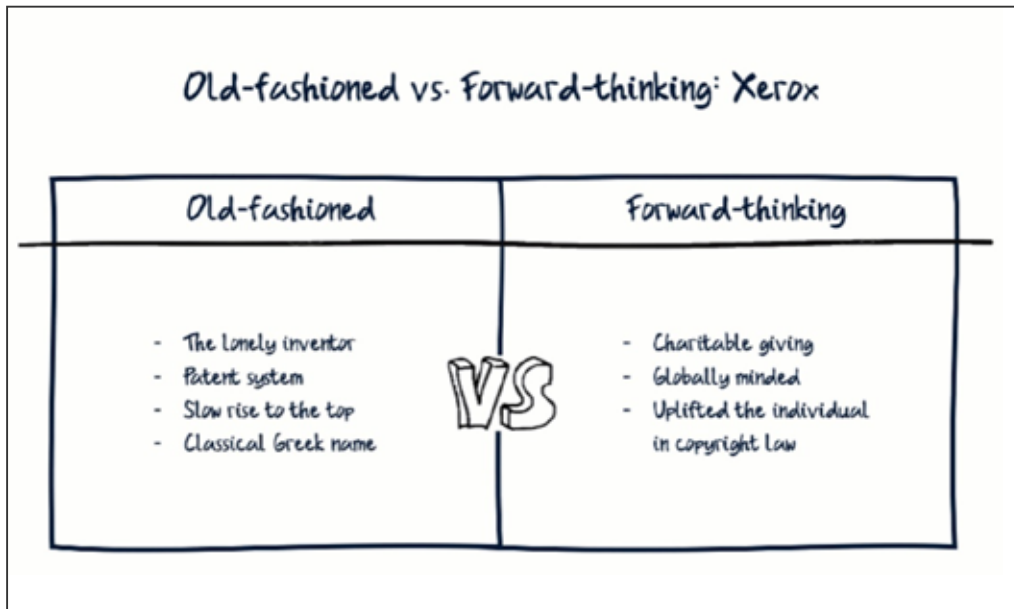 Old-fashioned vs. Forward-thinking: Xerox
Old-fashioned
Forward-thinking
- The lonely inventor
- Patent system
- Slow rise to the top
- Classical Greek name
VS
- Charitable giving
- Globally minded
- Uplifted the individual
in copyright law